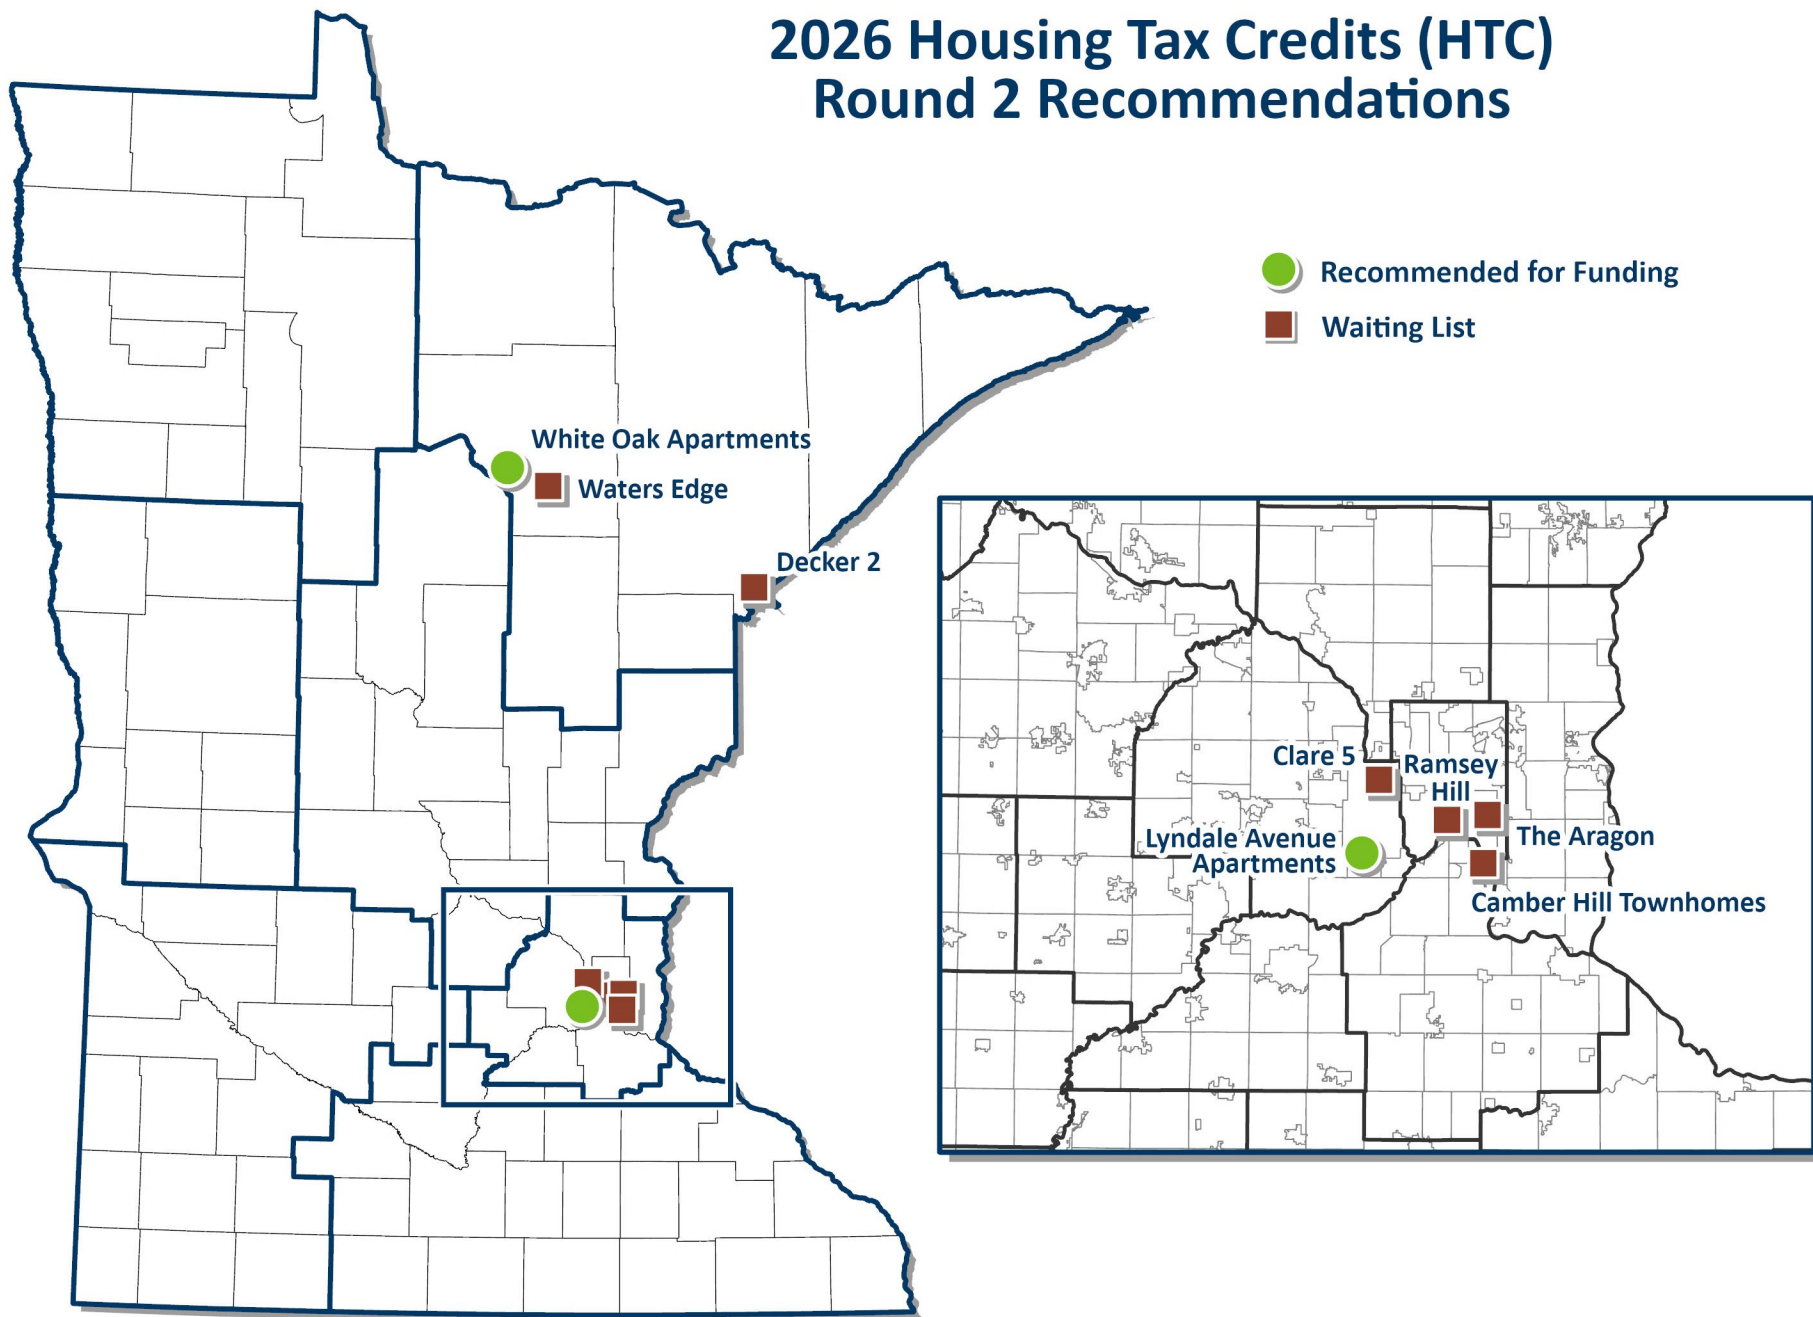 2026 Housing Tax Credits (HTC)
Round 2 Recommendations
Recommended for Funding
Waiting List
White Oak Apartments
Waters Edge
Decker 2
Clare 5
Ramsey
Hill
Lyndale Avenue
Apartments
The Aragon
Camber Hill Townhomes